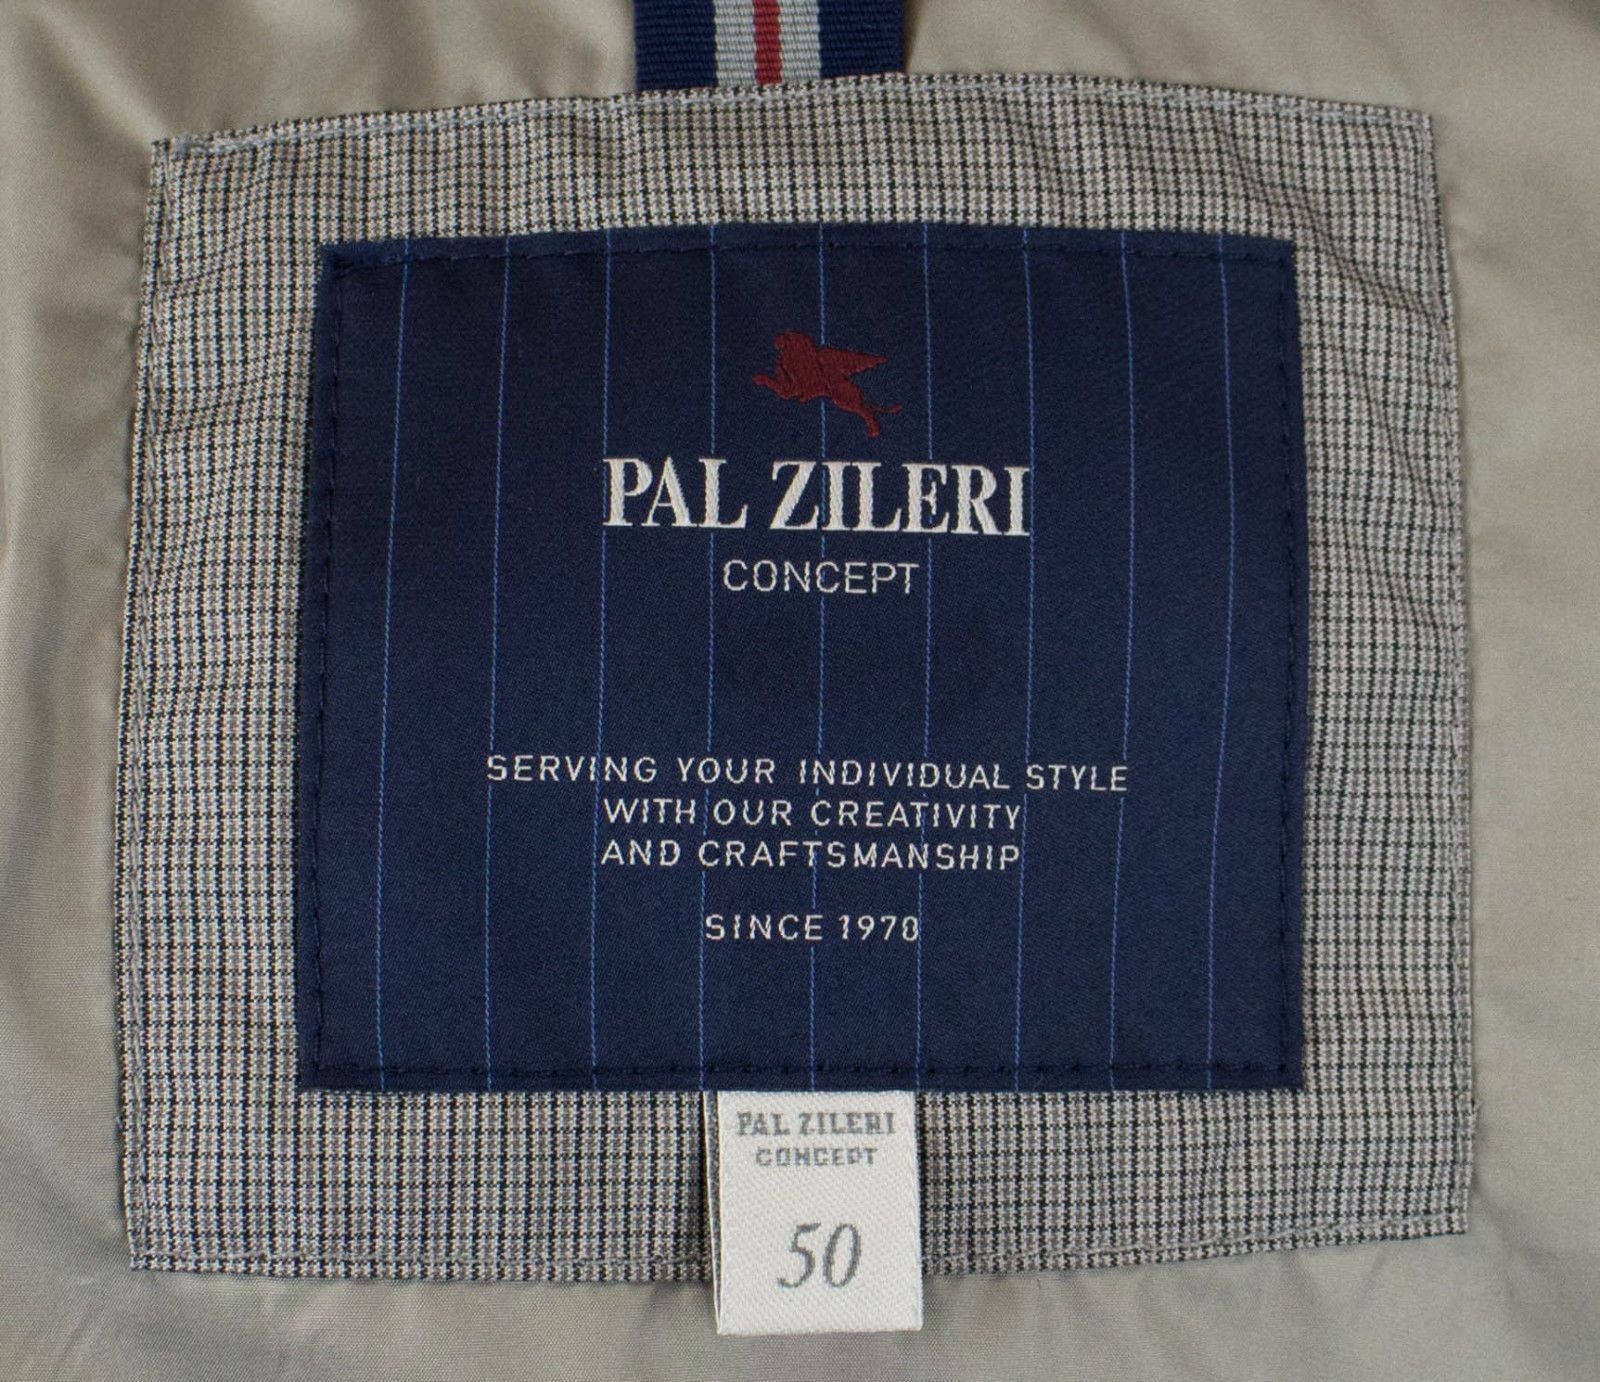 PAL ZILERI
CONCEPT
SERVING YOUR INDIVIDUAL STYLE
WITH OUR CREATIVITY
AND CRAFTSMANSHIP
SINCE 1970
PAL ZILERI
CONCEPT
50